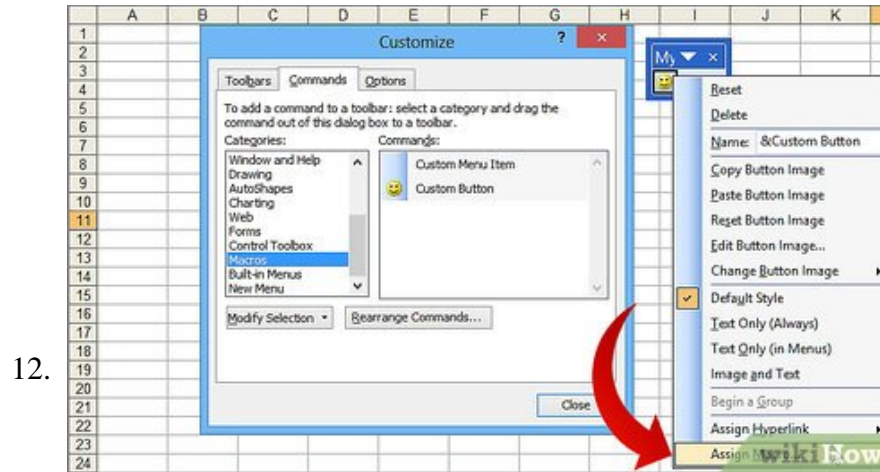 A B C D E F G H I J K
1
2
3
4
5
6
7
8
9
10
11
12
13
14
15
16
17
18
19
20
21
22
23
24
12.
Customize ? ×
Toolbars Commands Options
To add a command to a toolbar: select a category and drag the
command out of this dialog box to a toolbar.
Categories: Commands:
Window and Help
Drawing
AutoShapes
Charting
Web
Forms
Control Toolbox
Macros
Built-in Menus
New Menu
Custom Menu Item
Custom Button
Modify Selection
Rearrange Commands...
Close
My ×
Reset
Delete
Name: &Custom Button
Copy Button Image
Paste Button Image
Reset Button Image
Edit Button Image...
Change Button Image
Default Style
Text Only (Always)
Text Only (in Menus)
Image and Text
Begin a Group
Assign Hyperlink
Assign
wikiHow